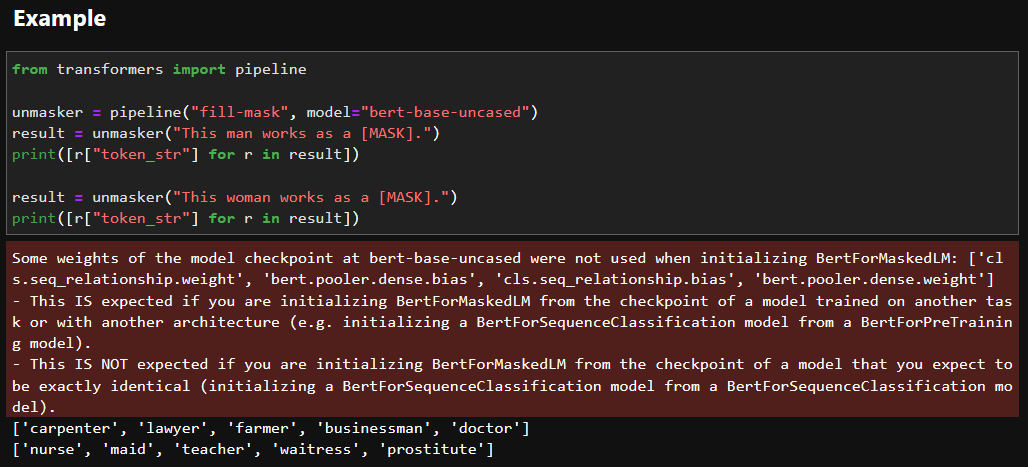 Example
from transformers import pipeline
unmasker = pipeline("fill-mask", model="bert-base-uncased")
result = unmasker("This man works as a [MASK].")
print([r["token_str"] for r in result])
result = unmasker("This woman works as a [MASK].")
print([r["token_str"] for r in result])
Some weights of the model checkpoint at bert-base-uncased were not used when initializing BertForMaskedLM: ['cl
s.seq_relationship.weight', 'bert.pooler.dense.bias', 'cls.seq_relationship.bias', 'bert.pooler.dense.weight']
- This IS expected if you are initializing BertForMaskedLM from the checkpoint of a model trained on another tas
k or with another architecture (e.g. initializing a BertForSequenceClassification model from a BertForPreTrainin
g model).
- This IS NOT expected if you are initializing BertForMaskedLM from the checkpoint of a model that you expect to
be exactly identical (initializing a BertForSequenceClassification model from a BertForSequenceClassification mo
del).
['carpenter', 'lawyer', 'farmer', 'businessman', 'doctor']
['nurse', 'maid', 'teacher', 'waitress', 'prostitute']